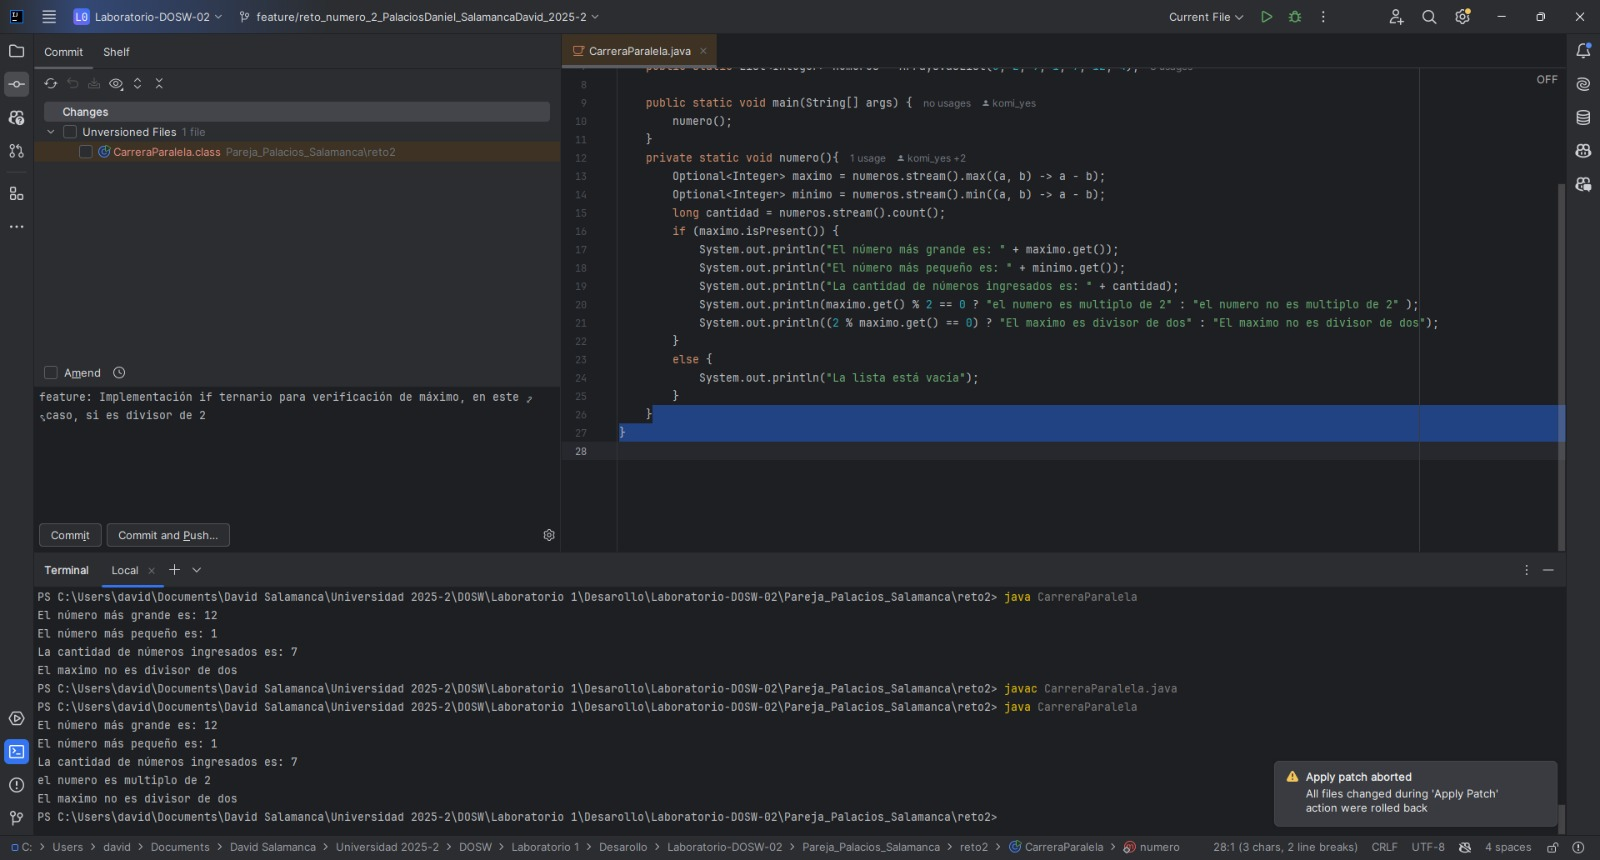 Laboratorio-DOSW-02
feature/reto_numero_2_PalaciosDaniel_SalamancaDavid_2025-2
Current File
Commit
Shelf
Changes
Unversioned Files 1 file
CarreraParalela.class Pareja_Palacios_Salamanca\reto2
Amend
feature: Implementación if ternario para verificación de máximo, en este
caso, si es divisor de 2
Commit
Commit and Push...
CarreraParalela.java
OFF
8
9 public static void main(String[] args) { no usages komi_yes
10 numero();
11 }
12 private static void numero(){ 1 usage komi_yes +2
13 Optional<Integer> maximo = numeros.stream().max((a, b) -> a - b);
14 Optional<Integer> minimo = numeros.stream().min((a, b) -> a - b);
15 long cantidad = numeros.stream().count();
16 if (maximo.isPresent()) {
17 System.out.println("El número más grande es: " + maximo.get());
18 System.out.println("El número más pequeño es: " + minimo.get());
19 System.out.println("La cantidad de números ingresados es: " + cantidad);
20 System.out.println(maximo.get() % 2 == 0 ? "el numero es multiplo de 2" : "el numero no es multiplo de 2" );
21 System.out.println((2 % maximo.get() == 0) ? "El maximo es divisor de dos" : "El maximo no es divisor de dos");
22 }
23 else {
24 System.out.println("La lista está vacia");
25 }
26 }
27 }
28
Terminal
Local
PS C:\Users\david\Documents\David Salamanca\Universidad 2025-2\DOSW\Laboratorio 1\Desarollo\Laboratorio-DOSW-02\Pareja_Palacios_Salamanca\reto2> java CarreraParalela
El número más grande es: 12
El número más pequeño es: 1
La cantidad de números ingresados es: 7
El maximo no es divisor de dos
PS C:\Users\david\Documents\David Salamanca\Universidad 2025-2\DOSW\Laboratorio 1\Desarollo\Laboratorio-DOSW-02\Pareja_Palacios_Salamanca\reto2> javac CarreraParalela.java
PS C:\Users\david\Documents\David Salamanca\Universidad 2025-2\DOSW\Laboratorio 1\Desarollo\Laboratorio-DOSW-02\Pareja_Palacios_Salamanca\reto2> java CarreraParalela
El número más grande es: 12
El número más pequeño es: 1
La cantidad de números ingresados es: 7
el numero es multiplo de 2
El maximo no es divisor de dos
PS C:\Users\david\Documents\David Salamanca\Universidad 2025-2\DOSW\Laboratorio 1\Desarollo\Laboratorio-DOSW-02\Pareja_Palacios_Salamanca\reto2>
Apply patch aborted
All files changed during 'Apply Patch'
action were rolled back
C: > Users > david > Documents > David Salamanca > Universidad 2025-2 > DOSW > Laboratorio 1 > Desarollo > Laboratorio-DOSW-02 > Pareja_Palacios_Salamanca > reto2 > CarreraParalela > numero
28:1 (3 chars, 2 line breaks) CRLF UTF-8 4 spaces